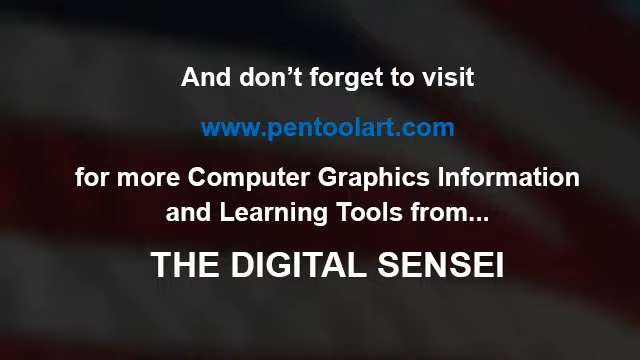 And don’t forget to visit
www.pentoolart.com
for more Computer Graphics Information
and Learning Tools from...
THE DIGITAL SENSEI